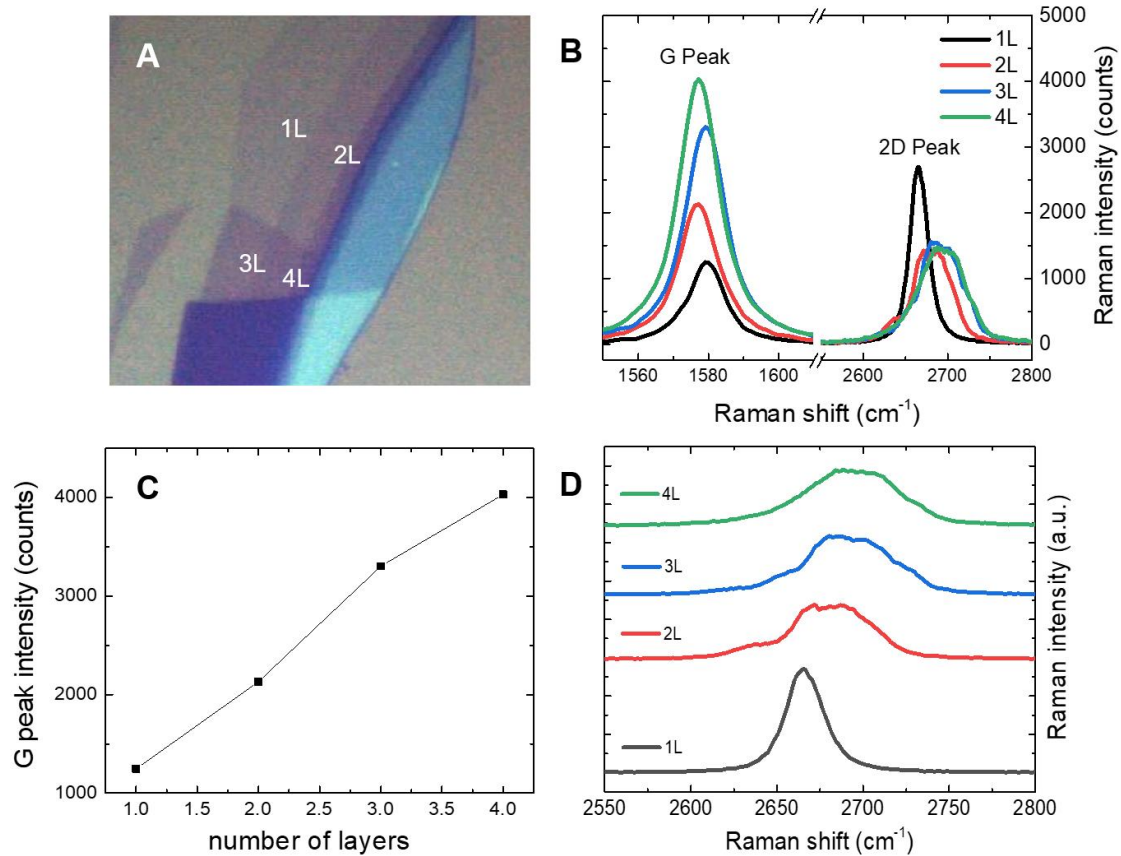 A
1L
2L
3L
4L
B
G Peak
2D Peak
1L
2L
3L
4L
5000
4000
3000
2000
1000
0
Raman intensity (counts)
1560 1580 1600 2600 2700 2800
Raman shift (cm⁻¹)
C
4000
3000
2000
1000
G peak intensity (counts)
1.0 1.5 2.0 2.5 3.0 3.5 4.0
number of layers
D
4L
3L
2L
1L
Raman intensity (a.u.)
2550 2600 2650 2700 2750 2800
Raman shift (cm⁻¹)